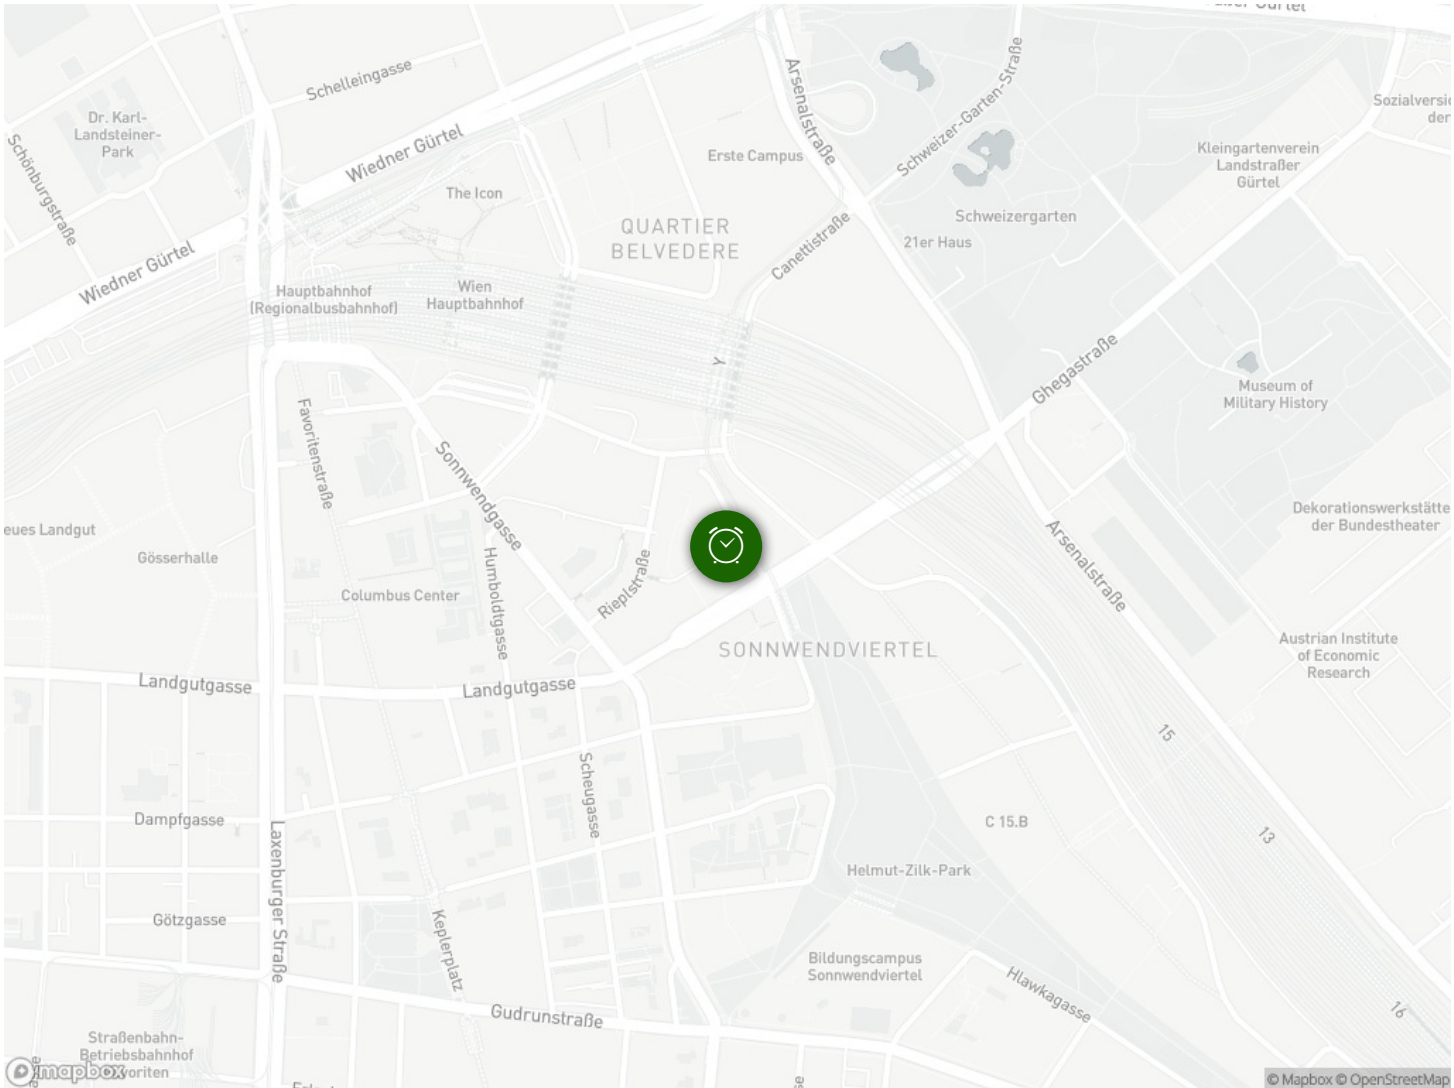 Schelleingasse
Arsenalstraße
Schweizer-Garten-Straße
Dr. Karl-
Landsteiner-
Park
Sozialversi
der
Schönburgstraße
Wiedner Gürtel
Erste Campus
Kleingartenverein
Landstraßer
Gürtel
The Icon
QUARTIER
BELVEDERE
Schweizergarten
21er Haus
Canettistraße
Wiedner Gürtel
Hauptbahnhof
(Regionalbusbahnhof)
Wien
Hauptbahnhof
Y
Ghegastraße
Museum of
Military History
Favoritenstraße
Sonnwendgasse
eues Landgut
Gösserhalle
Dekorationswerkstätte
der Bundestheater
Arsenalstraße
Humboldtgasse
Rieplstraße
Columbus Center
SONNWENDVIERTEL
Austrian Institute
of Economic
Research
Landgutgasse
Landgutgasse
15
Scheugasse
Dampfgasse
Laxenburger Straße
C 15.B
13
Helmut-Zilk-Park
Götzgasse
Keplerplatz
Bildungscampus
Sonnwendviertel
Hlawkagasse
16
Gudrunstraße
Straßenbahn-
Betriebsbahnhof
mapbox
© Mapbox © OpenStreetMap